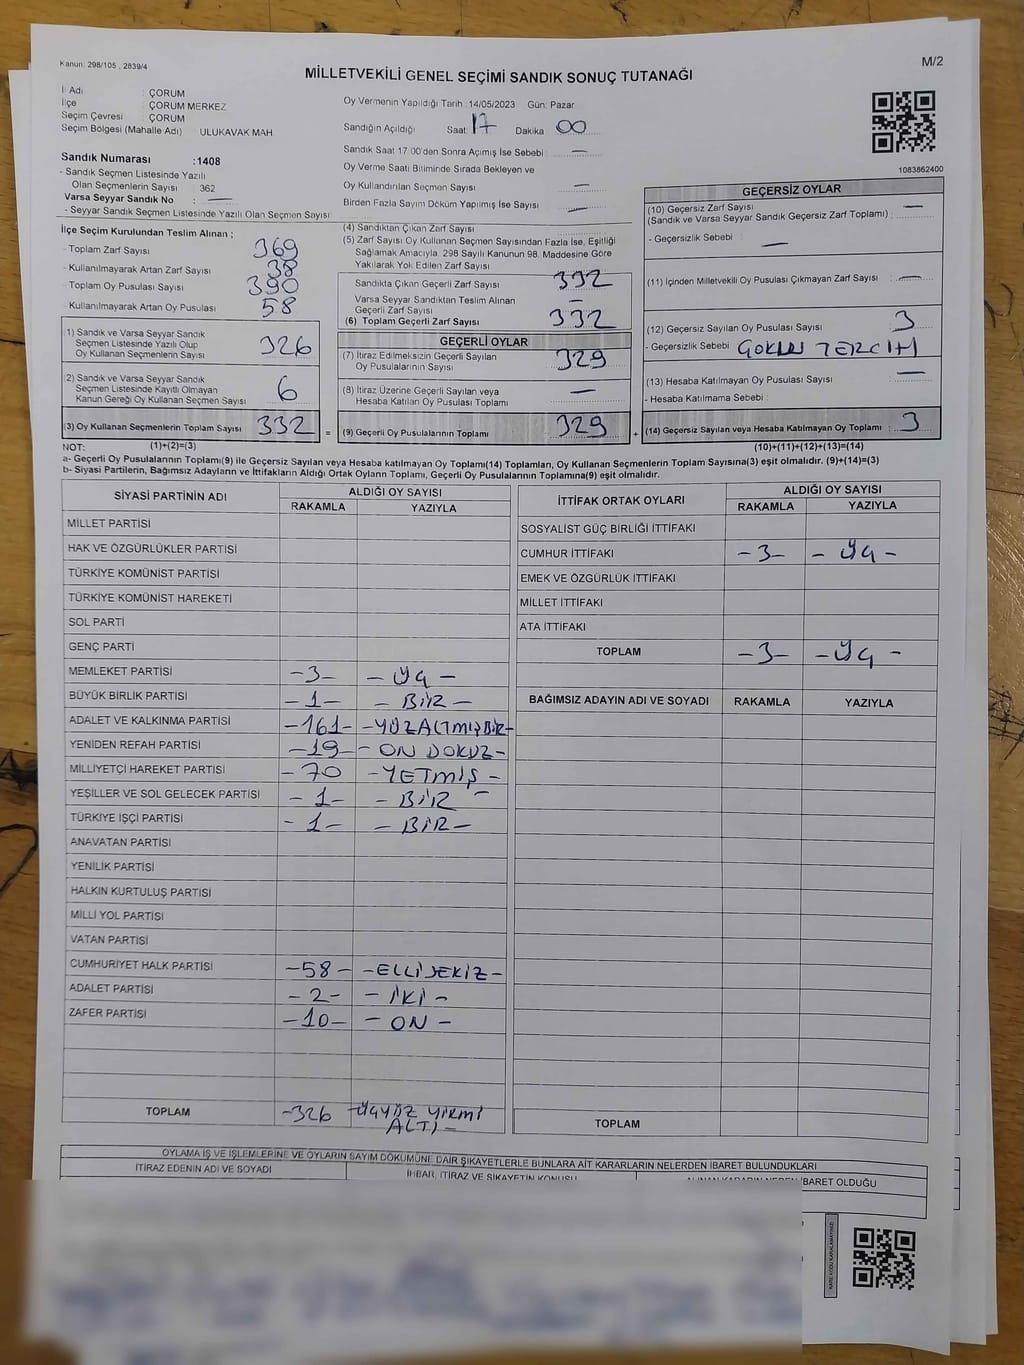 Kanun: 298/105 , 2839/4
MİLLETVEKİLİ GENEL SEÇİMİ SANDIK SONUÇ TUTANAĞI
M/2
İl Adı : ÇORUM
İlçe : ÇORUM MERKEZ
Seçim Çevresi : ÇORUM
Seçim Bölgesi (Mahalle Adı) : ULUKAVAK MAH.
Sandık Numarası :1408
- Sandık Seçmen Listesinde Yazılı
Olan Seçmenlerin Sayısı : 362
Varsa Seyyar Sandık No : —
- Seyyar Sandık Seçmen Listesinde Yazılı Olan Seçmen Sayısı:
Oy Vermenin Yapıldığı Tarih :14/05/2023 Gün: Pazar
Sandığın Açıldığı Saat: 17 Dakika 00
Sandık Saat 17:00'den Sonra Açımış İse Sebebi : —
Oy Verme Saati Bitiminde Sırada Bekleyen ve
Oy Kullandırılan Seçmen Sayısı : —
Birden Fazla Sayım Döküm Yapılmış İse Sayısı : —
1083862400
İlçe Seçim Kurulundan Teslim Alınan ;
- Toplam Zarf Sayısı : 369
- Kullanılmayarak Artan Zarf Sayısı : 38
- Toplam Oy Pusulası Sayısı : 390
- Kullanılmayarak Artan Oy Pusulası : 58
1) Sandık ve Varsa Seyyar Sandık
Seçmen Listesinde Yazılı Olup
Oy Kullanan Seçmenlerin Sayısı : 326
2) Sandık ve Varsa Seyyar Sandık
Seçmen Listesinde Kayıtlı Olmayan
Kanun Gereği Oy Kullanan Seçmen Sayısı : 6
(3) Oy Kullanan Seçmenlerin Toplam Sayısı : 332 =
(4) Sandıktan Çıkan Zarf Sayısı :
(5) Zarf Sayısı Oy Kullanan Seçmen Sayısından Fazla İse, Eşitliği
Sağlamak Amacıyla, 298 Sayılı Kanunun 98. Maddesine Göre
Yakılarak Yok Edilen Zarf Sayısı :
Sandıkta Çıkan Geçerli Zarf Sayısı : 332
Varsa Seyyar Sandıktan Teslim Alınan
Geçerli Zarf Sayısı : —
(6) Toplam Geçerli Zarf Sayısı : 332
GEÇERLİ OYLAR
(7) İtiraz Edilmeksizin Geçerli Sayılan
Oy Pusulalarının Sayısı : 329
(8) İtiraz Üzerine Geçerli Sayılan veya
Hesaba Katılan Oy Pusulası Toplamı : —
(9) Geçerli Oy Pusulalarının Toplamı : 329 +
GEÇERSİZ OYLAR
(10) Geçersiz Zarf Sayısı : —
(Sandık ve Varsa Seyyar Sandık Geçersiz Zarf Toplamı)
- Geçersizlik Sebebi : —
(11) İçinden Milletvekili Oy Pusulası Çıkmayan Zarf Sayısı : —
(12) Geçersiz Sayılan Oy Pusulası Sayısı : 3
- Geçersizlik Sebebi :
(13) Hesaba Katılmayan Oy Pusulası Sayısı : —
- Hesaba Katılmama Sebebi :
(14) Geçersiz Sayılan veya Hesaba Katılmayan Oy Toplamı : 3
NOT: (1)+(2)=(3) (10)+(11)+(12)+(13)=(14)
a- Geçerli Oy Pusulalarının Toplamı(9) ile Geçersiz Sayılan veya Hesaba katılmayan Oy Toplamı(14) Toplamları, Oy Kullanan Seçmenlerin Toplam Sayısına(3) eşit olmalıdır. (9)+(14)=(3)
b- Siyasi Partilerin, Bağımsız Adayların ve İttifakların Aldığı Ortak Oyların Toplamı, Geçerli Oy Pusulalarının Toplamına(9) eşit olmalıdır.
SİYASİ PARTİNİN ADI ALDIĞI OY SAYISI
RAKAMLA YAZIYLA
MİLLET PARTİSİ
HAK VE ÖZGÜRLÜKLER PARTİSİ
TÜRKİYE KOMÜNİST PARTİSİ
TÜRKİYE KOMÜNİST HAREKETİ
SOL PARTİ
GENÇ PARTİ
MEMLEKET PARTİSİ -3- - ÜÇ -
BÜYÜK BİRLİK PARTİSİ -1- - BİR -
ADALET VE KALKINMA PARTİSİ -161- -YÜZALTMIŞBİR-
YENİDEN REFAH PARTİSİ -19- - ON DOKUZ-
MİLLİYETÇİ HAREKET PARTİSİ -70 -YETMİŞ -
YEŞİLLER VE SOL GELECEK PARTİSİ -1- - BİR -
TÜRKİYE İŞÇİ PARTİSİ -1- - BİR-
ANAVATAN PARTİSİ
YENİLİK PARTİSİ
HALKIN KURTULUŞ PARTİSİ
MİLLİ YOL PARTİSİ
VATAN PARTİSİ
CUMHURİYET HALK PARTİSİ -58- -ELLİSEKİZ-
ADALET PARTİSİ -2- - İKİ -
ZAFER PARTİSİ -10- - ON -
TOPLAM -326 -ÜÇYÜZ YİRMİ
ALTI-
İTTİFAK ORTAK OYLARI ALDIĞI OY SAYISI
RAKAMLA YAZIYLA
SOSYALİST GÜÇ BİRLİĞİ İTTİFAKI
CUMHUR İTTİFAKI -3- - ÜÇ -
EMEK VE ÖZGÜRLÜK İTTİFAKI
MİLLET İTTİFAKI
ATA İTTİFAKI
TOPLAM -3- -ÜÇ -
BAĞIMSIZ ADAYIN ADI VE SOYADI RAKAMLA YAZIYLA
TOPLAM
OYLAMA İŞ VE İŞLEMLERİNE VE OYLARIN SAYIM DÖKÜMÜNE DAİR ŞİKAYETLERLE BUNLARA AİT KARARLARIN NELERDEN İBARET BULUNDUKLARI
İTİRAZ EDENİN ADI VE SOYADI İHBAR, İTİRAZ VE ŞİKAYETİN KONUSU ALINAN KARARIN NEDEN İBARET OLDUĞU